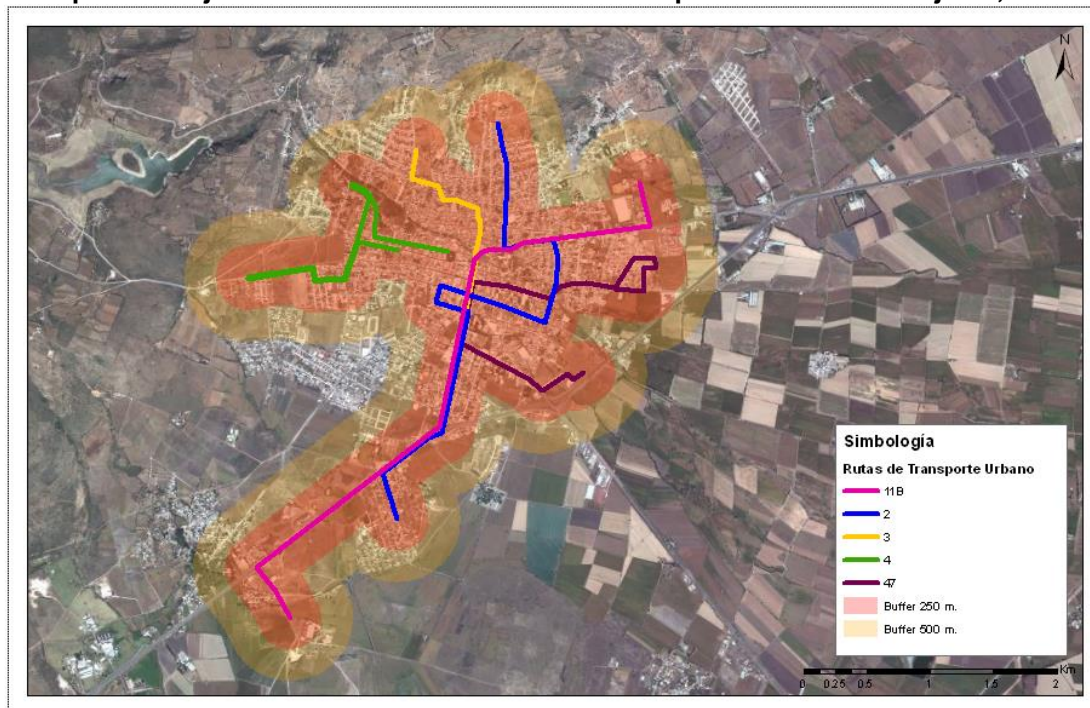 N
Simbología
Rutas de Transporte Urbano
11B
2
3
4
47
Buffer 250 m.
Buffer 500 m.
Km
0 0.25 0.5 1 1.5 2